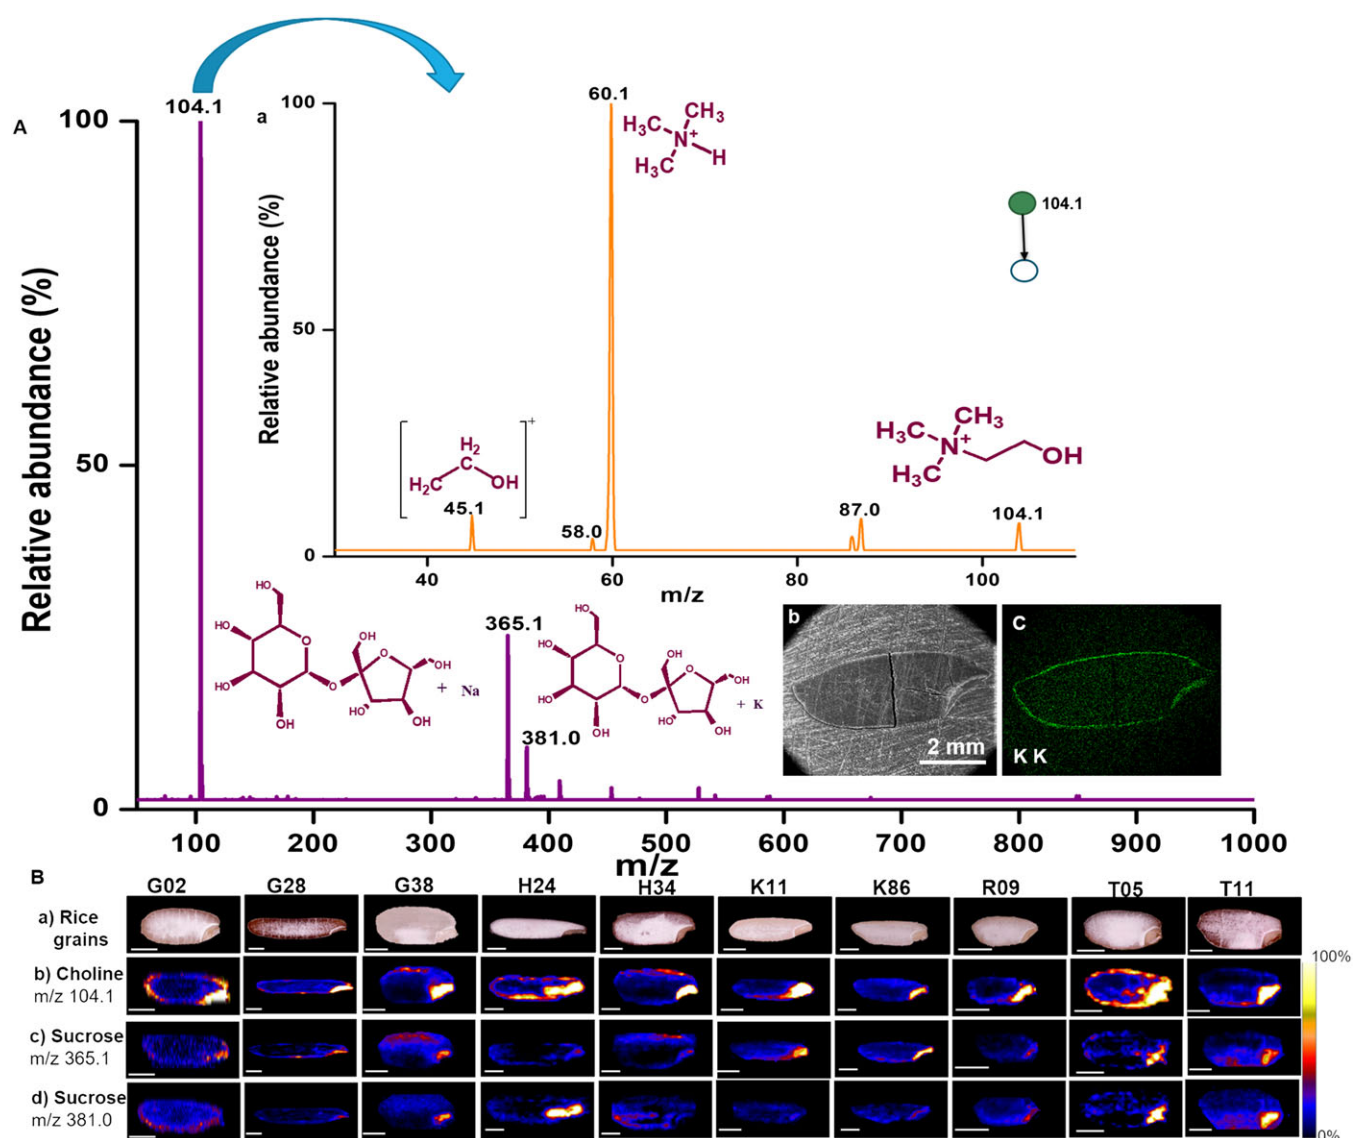 A
100
50
0
Relative abundance (%)
104.1
a
100
50
0
Relative abundance (%)
60.1
H₃C
CH₃
N⁺
H₃C
H
104.1
[
H₂
C
H₂C
OH
]⁺
45.1
58.0
87.0
104.1
H₃C
CH₃
N⁺
H₃C
OH
40
60
80
100
m/z
HO
HO
O
HO
HO
OH
O
OH
O
OH
HO
OH
+ Na
365.1
381.0
HO
HO
O
HO
HO
OH
O
OH
O
OH
HO
OH
+ K
b
2 mm
C
K K
100
200
300
400
500
600
700
800
900
1000
m/z
B
G02
G28
G38
H24
H34
K11
K86
R09
T05
T11
a) Rice
grains
b) Choline
m/z 104.1
c) Sucrose
m/z 365.1
d) Sucrose
m/z 381.0
100%
0%